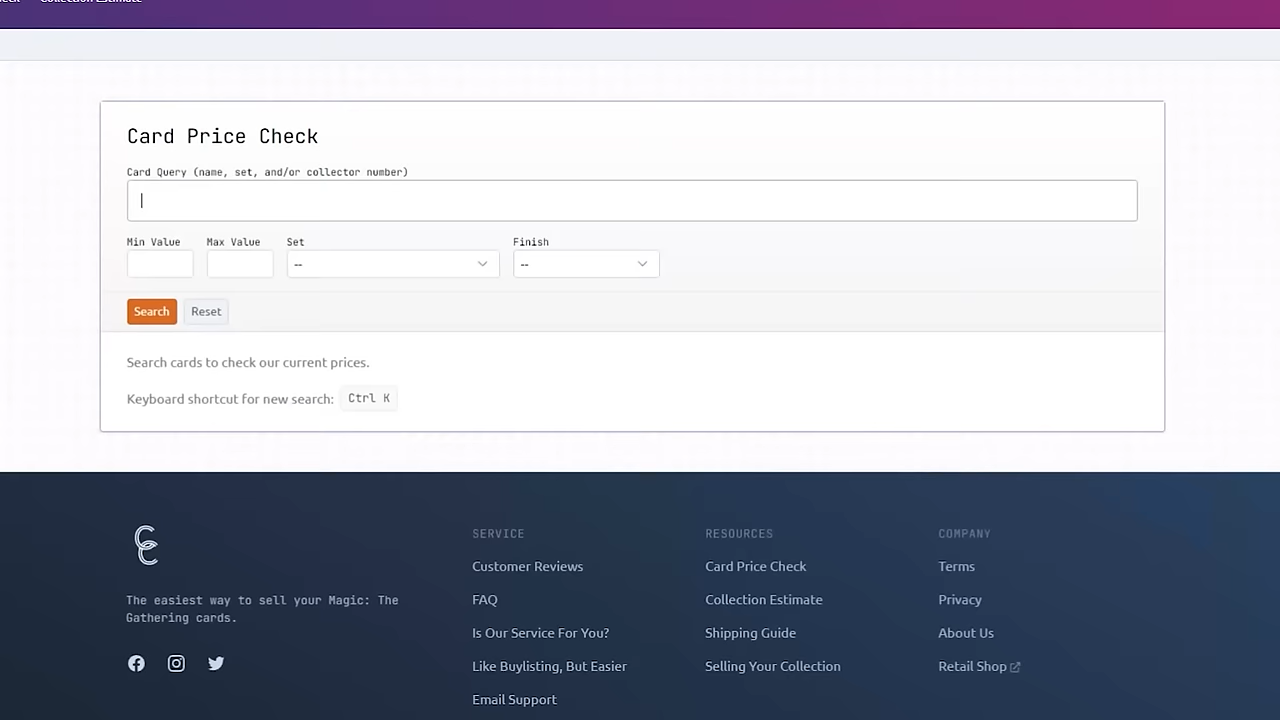 Collection Estimate
Card Price Check
Card Query (name, set, and/or collector number)
Min Value Max Value Set Finish
-- --
Search Reset
Search cards to check our current prices.
Keyboard shortcut for new search: Ctrl K
The easiest way to sell your Magic: The
Gathering cards.
SERVICE
Customer Reviews
FAQ
Is Our Service For You?
Like Buylisting, But Easier
Email Support
RESOURCES
Card Price Check
Collection Estimate
Shipping Guide
Selling Your Collection
COMPANY
Terms
Privacy
About Us
Retail Shop